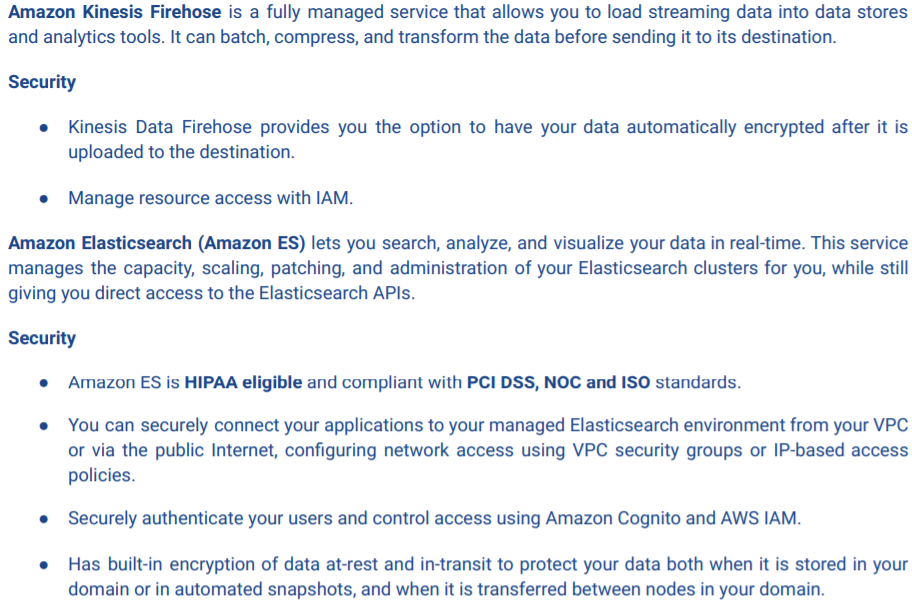 Amazon Kinesis Firehose is a fully managed service that allows you to load streaming data into data stores
and analytics tools. It can batch, compress, and transform the data before sending it to its destination.
Security
● Kinesis Data Firehose provides you the option to have your data automatically encrypted after it is
uploaded to the destination.
● Manage resource access with IAM.
Amazon Elasticsearch (Amazon ES) lets you search, analyze, and visualize your data in real-time. This service
manages the capacity, scaling, patching, and administration of your Elasticsearch clusters for you, while still
giving you direct access to the Elasticsearch APIs.
Security
● Amazon ES is HIPAA eligible and compliant with PCI DSS, NOC and ISO standards.
● You can securely connect your applications to your managed Elasticsearch environment from your VPC
or via the public Internet, configuring network access using VPC security groups or IP-based access
policies.
● Securely authenticate your users and control access using Amazon Cognito and AWS IAM.
● Has built-in encryption of data at-rest and in-transit to protect your data both when it is stored in your
domain or in automated snapshots, and when it is transferred between nodes in your domain.